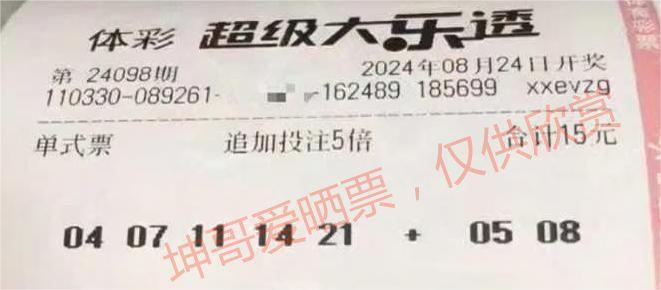 体彩 超级大乐透
第 24098期 2024年08月24日开奖
110330-089261- -162489 185699 xxevzg
单式票 追加投注5倍 合计15元
04 07 11 14 21 + 05 08
坤哥爱晒票，仅供欣赏